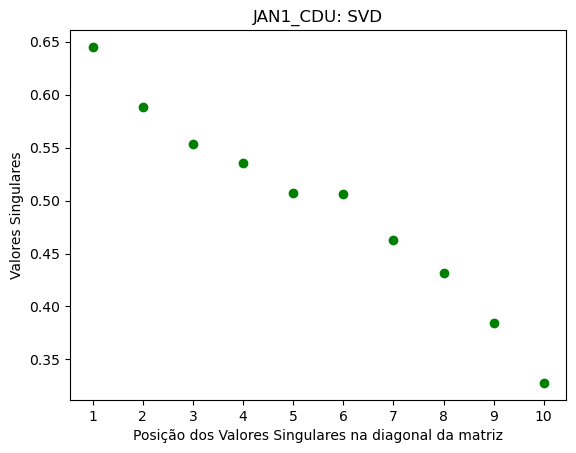 JAN1_CDU: SVD
Valores Singulares
0.65
0.60
0.55
0.50
0.45
0.40
0.35
1 2 3 4 5 6 7 8 9 10
Posição dos Valores Singulares na diagonal da matriz